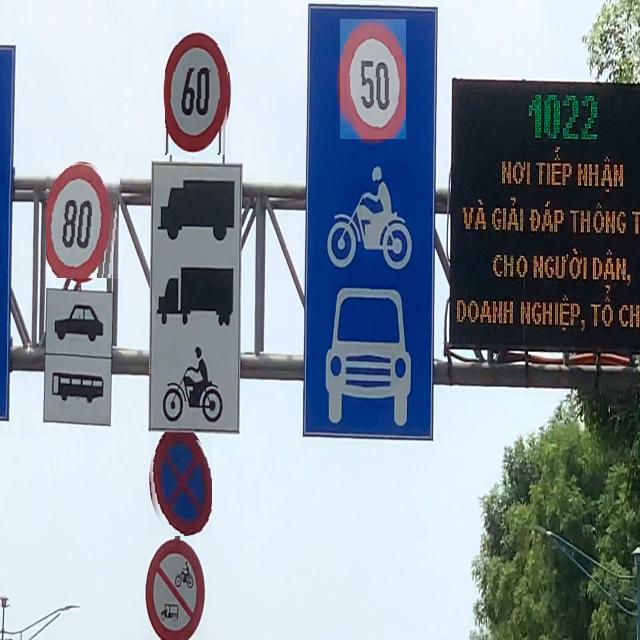 80
60
50
1022
NƠI TIẾP NHẬN
VÀ GIẢI ĐÁP THÔNG
CHO NGƯỜI DÂN,
DOANH NGHIỆP, TỔ